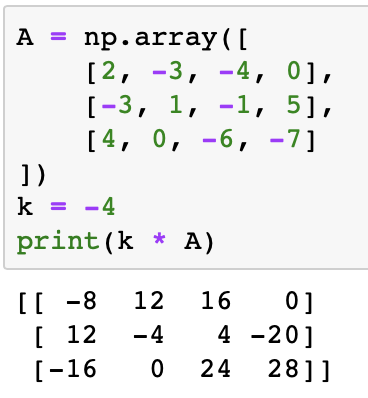 A = np.array([
    [2, -3, -4, 0],
    [-3, 1, -1, 5],
    [4, 0, -6, -7]
])
k = -4
print(k * A)
[[ -8  12  16   0]
 [ 12  -4   4 -20]
 [-16   0  24  28]]